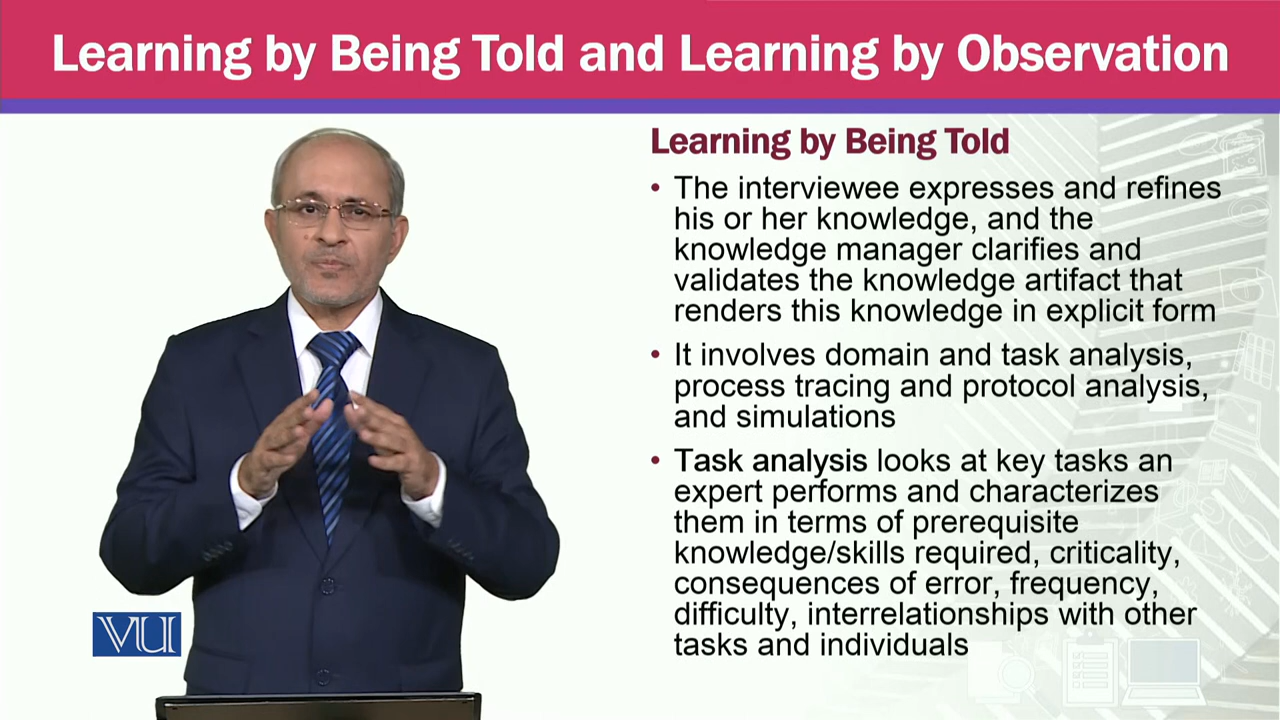 Learning by Being Told and Learning by Observation
Learning by Being Told
• The interviewee expresses and refines
his or her knowledge, and the
knowledge manager clarifies and
validates the knowledge artifact that
renders this knowledge in explicit form
• It involves domain and task analysis,
process tracing and protocol analysis,
and simulations
• Task analysis looks at key tasks an
expert performs and characterizes
them in terms of prerequisite
knowledge/skills required, criticality,
consequences of error, frequency,
difficulty, interrelationships with other
tasks and individuals
VU